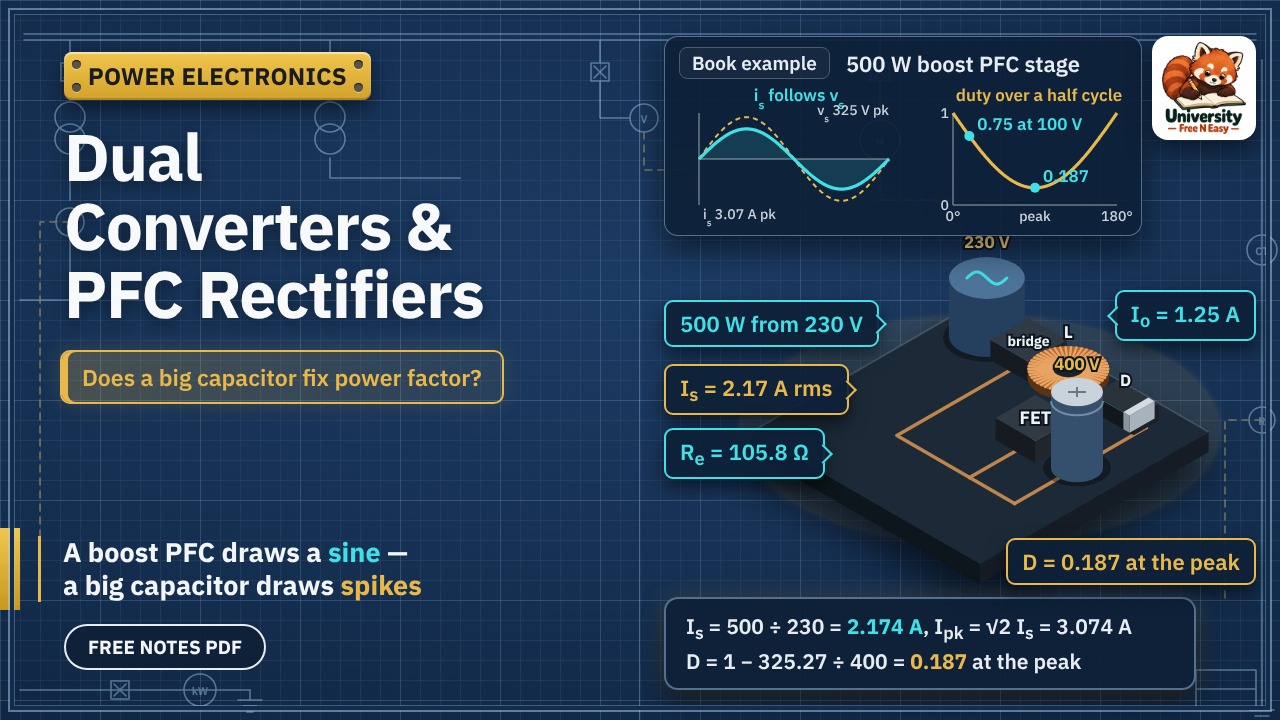 POWER ELECTRONICS
Dual
Converters &
PFC Rectifiers
Does a big capacitor fix power factor?
A boost PFC draws a sine —
a big capacitor draws spikes
FREE NOTES PDF
Book example 500 W boost PFC stage
is follows vs
vs 325 V pk
is 3.07 A pk
duty over a half cycle
1
0.75 at 100 V
0.187
0
0° peak 180°
University
— Free N Easy —
230 V
500 W from 230 V
Io = 1.25 A
bridge
L
400 V
D
FET
Is = 2.17 A rms
Re = 105.8 Ω
D = 0.187 at the peak
Is = 500 ÷ 230 = 2.174 A, Ipk = √2 Is = 3.074 A
D = 1 − 325.27 ÷ 400 = 0.187 at the peak
V
kW